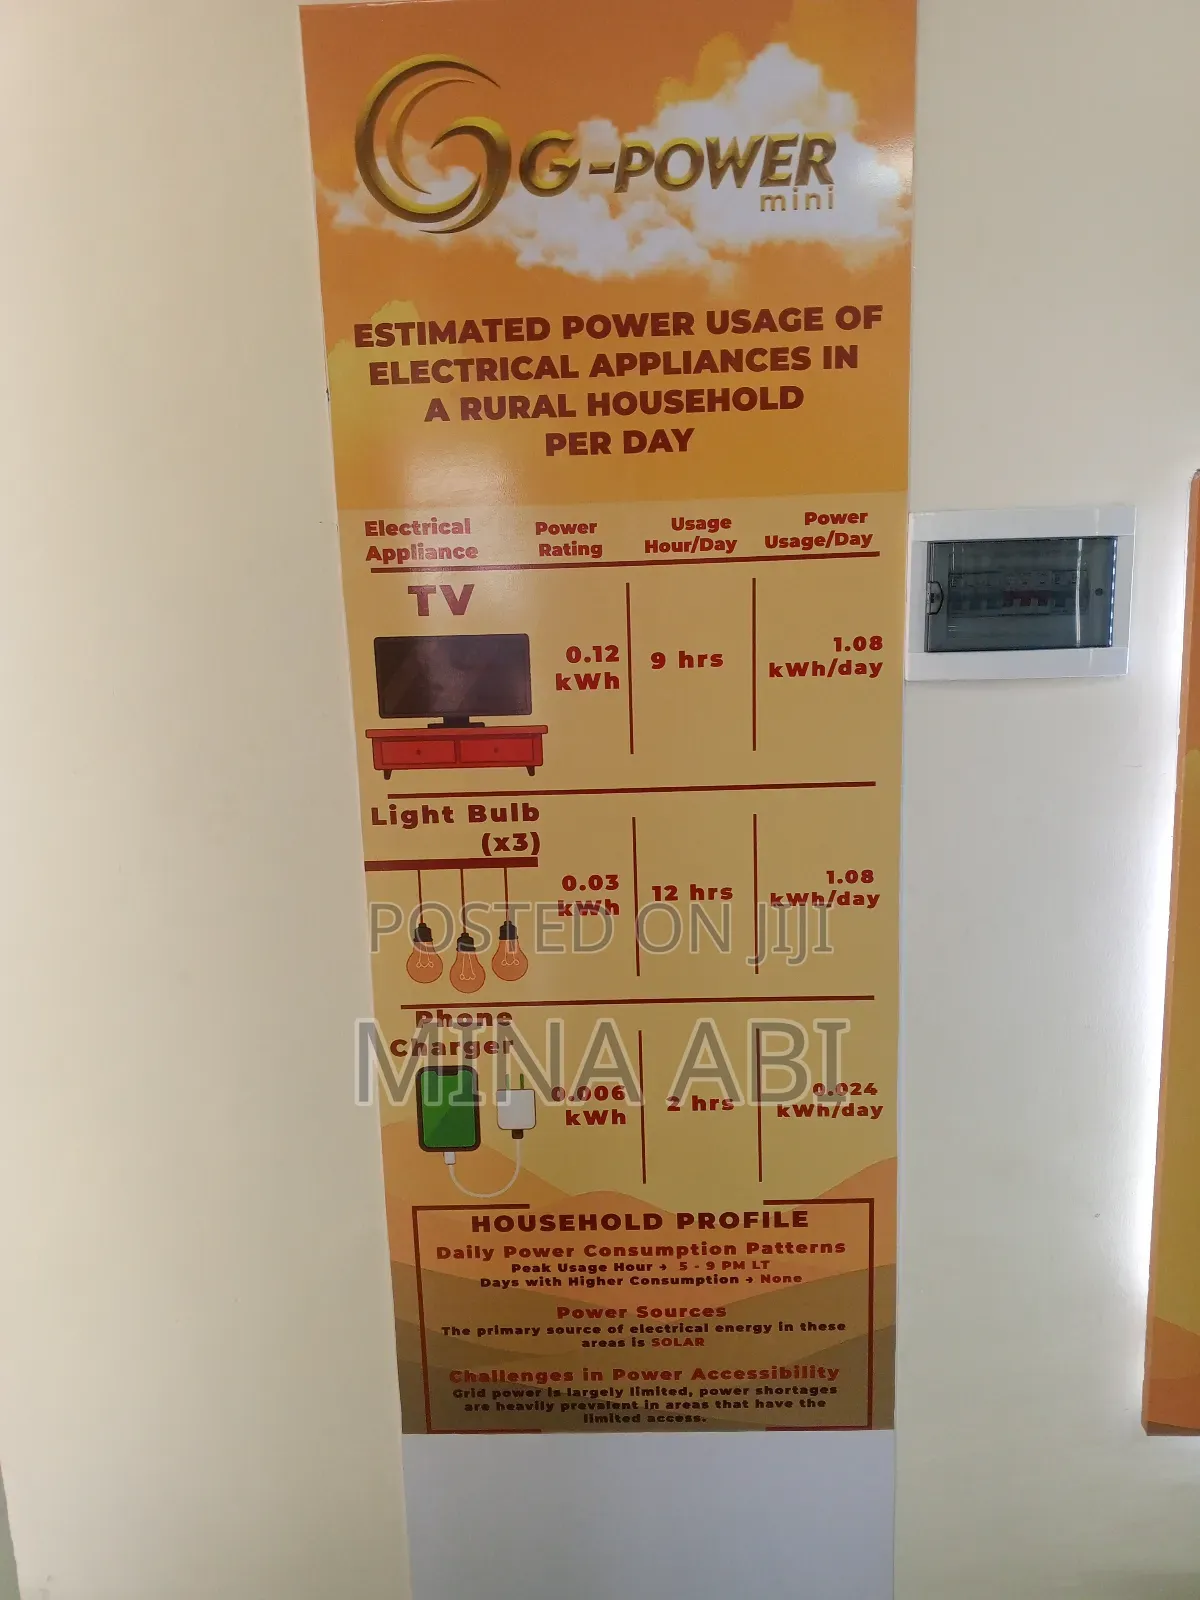 G-POWER
mini
ESTIMATED POWER USAGE OF
ELECTRICAL APPLIANCES IN
A RURAL HOUSEHOLD
PER DAY
Electrical Appliance
Power Rating
Usage Hour/Day
Power Usage/Day
TV
0.12 kWh
9 hrs
1.08 kWh/day
Light Bulb (x3)
0.03 kWh
12 hrs
1.08 kWh/day
POSTED ON JIJI
Phone Charger
MINA ABI
0.006 kWh
2 hrs
0.024 kWh/day
HOUSEHOLD PROFILE
Daily Power Consumption Patterns
Peak Usage Hour → 5 - 9 PM LT
Days with Higher Consumption → None
Power Sources
The primary source of electrical energy in these
areas is SOLAR
Challenges in Power Accessibility
Grid power is largely limited, power shortages
are heavily prevalent in areas that have the
limited access.